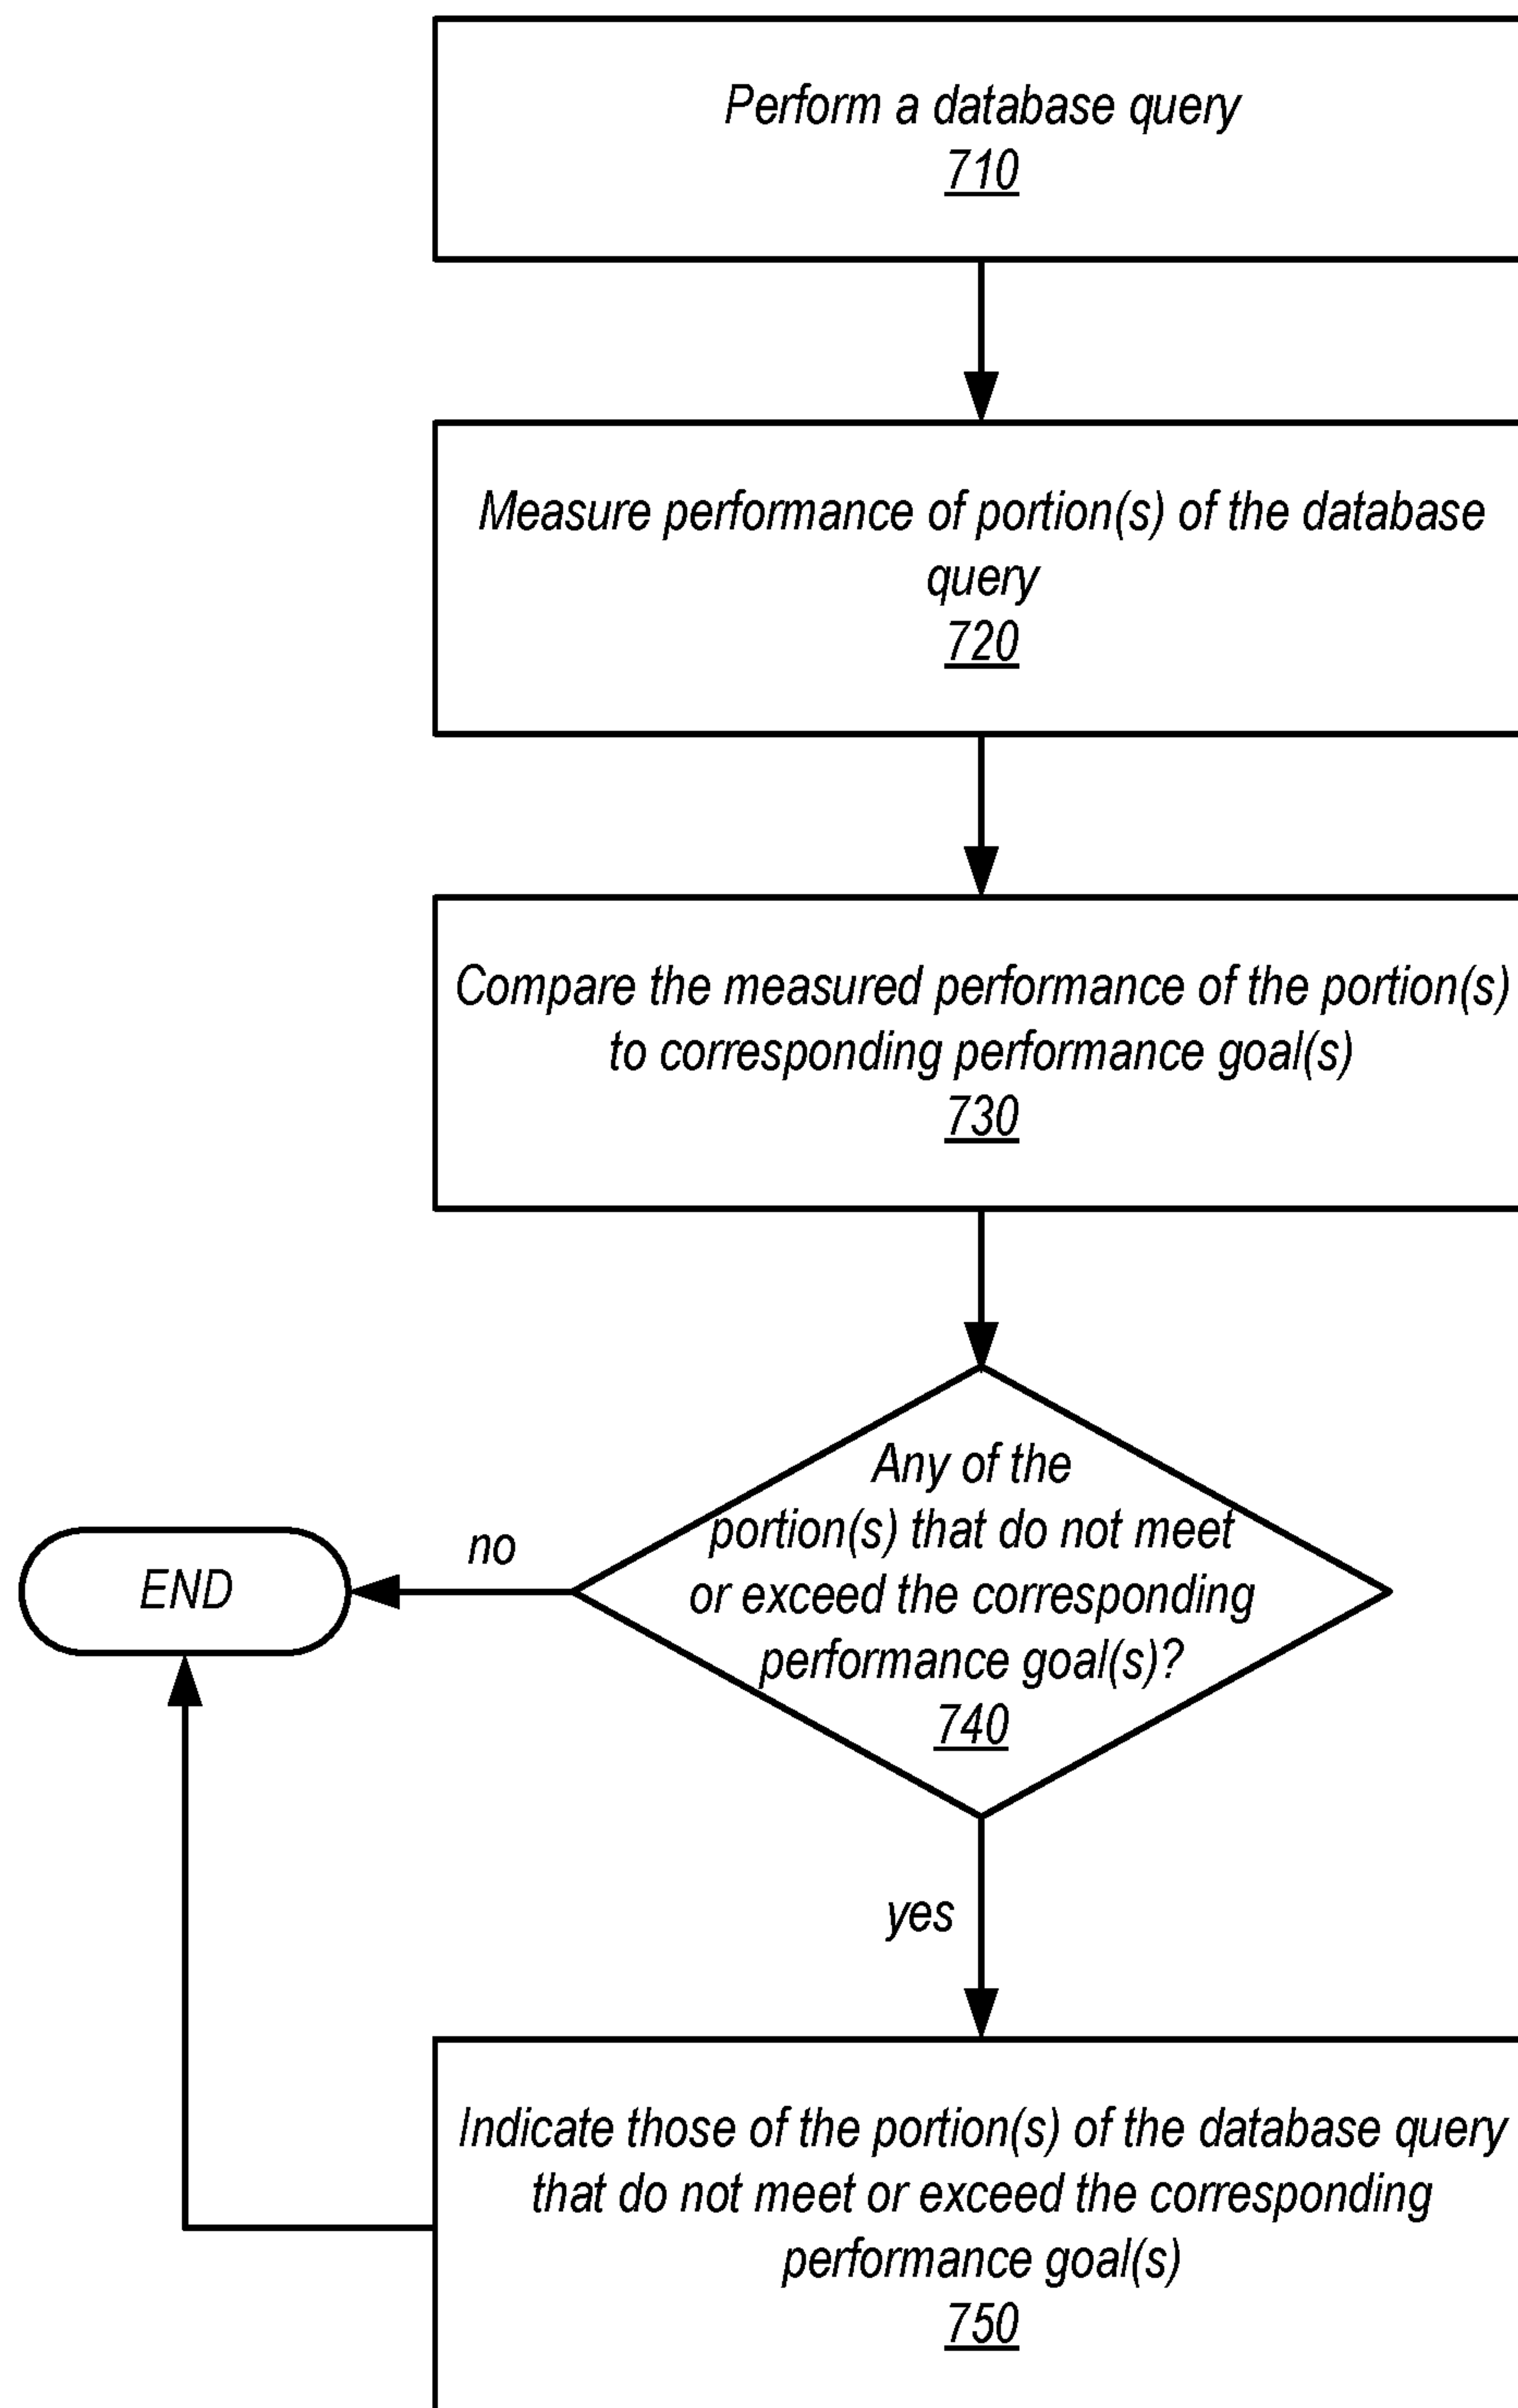 Perform a database query
710
Measure performance of portion(s) of the database
query
720
Compare the measured performance of the portion(s)
to corresponding performance goal(s)
730
Any of the
portion(s) that do not meet
or exceed the corresponding
performance goal(s)?
740
no
END
yes
Indicate those of the portion(s) of the database query
that do not meet or exceed the corresponding
performance goal(s)
750